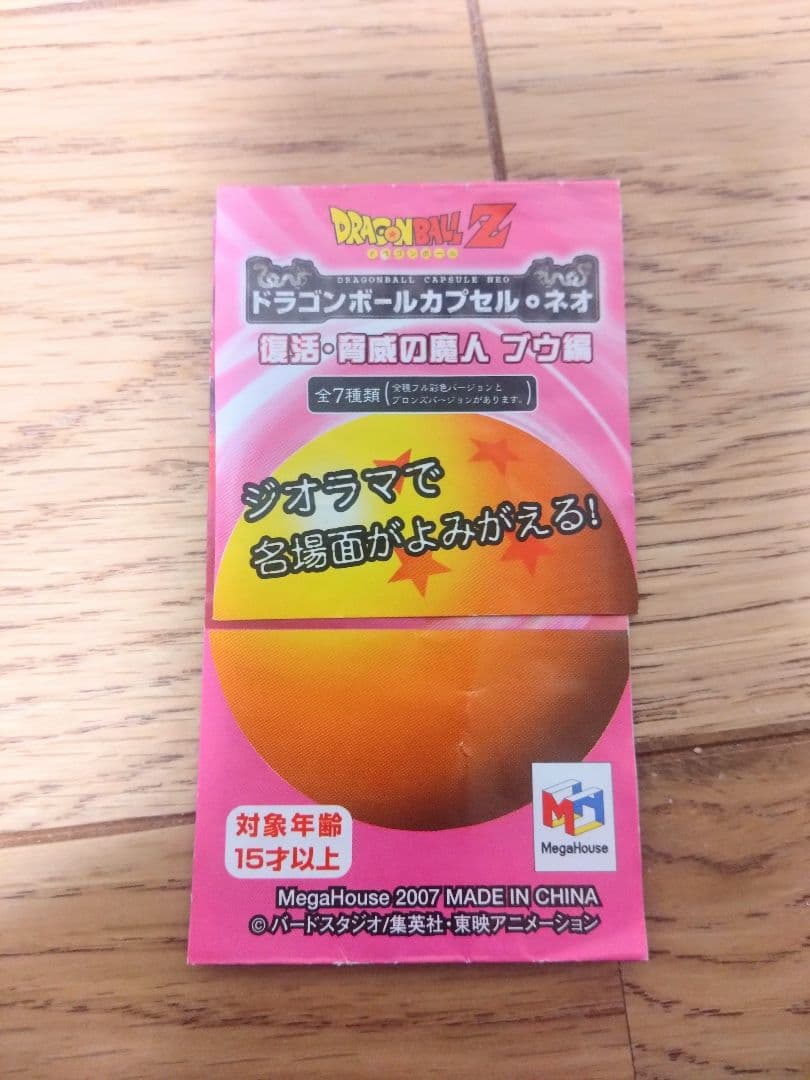 DRAGONBALL Z
ドラゴンボール
DRAGONBALL CAPSULE NEO
ドラゴンボールカプセル・ネオ
復活・脅威の魔人 ブウ編
全7種類(全種フル彩色バージョンと
ブロンズバージョンがあります。)
ジオラマで
名場面がよみがえる!
対象年齢
15才以上
MegaHouse
MegaHouse 2007 MADE IN CHINA
©バードスタジオ/集英社・東映アニメーション